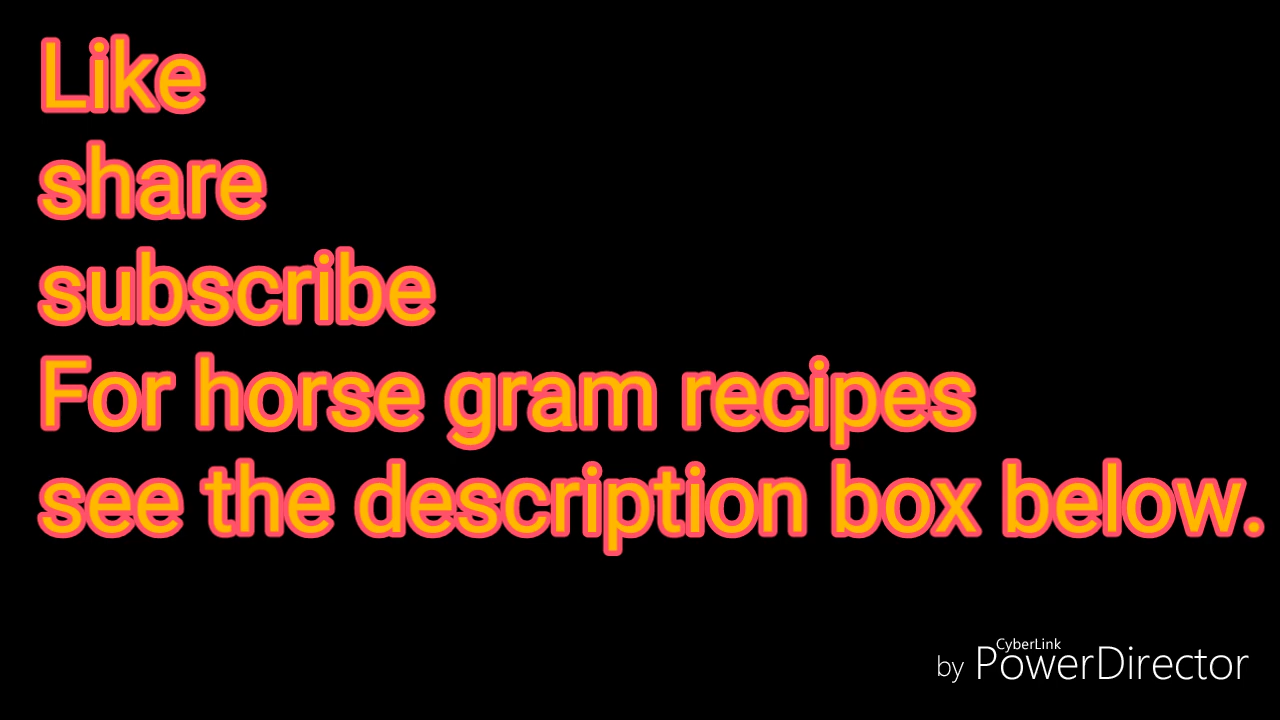 Like
share
subscribe
For horse gram recipes
see the description box below.
CyberLink
by PowerDirector